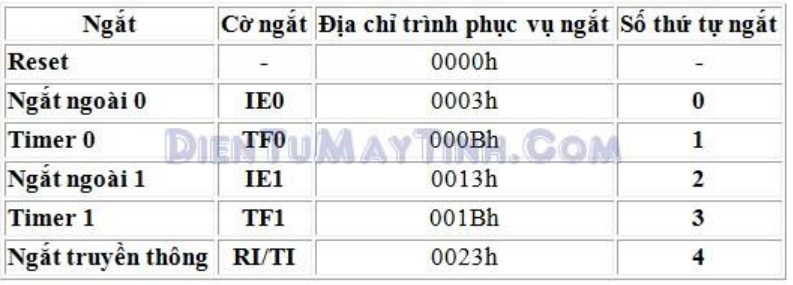 Ngắt Cờ ngắt Địa chỉ trình phục vụ ngắt Số thứ tự ngắt
Reset - 0000h -
Ngắt ngoài 0 IE0 0003h 0
Timer 0 TF0 000Bh 1
DIENTUMAYTINH.COM
Ngắt ngoài 1 IE1 0013h 2
Timer 1 TF1 001Bh 3
Ngắt truyền thông RI/TI 0023h 4